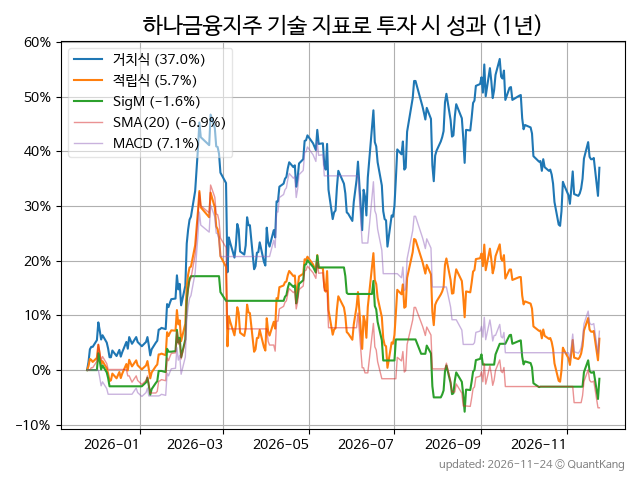 하나금융지주 기술 지표로 투자 시 성과 (1년)
60%
50%
40%
30%
20%
10%
0%
−10%
거치식 (37.0%)
적립식 (5.7%)
SigM (−1.6%)
SMA(20) (−6.9%)
MACD (7.1%)
2026-01
2026-03
2026-05
2026-07
2026-09
2026-11
updated: 2026-11-24 © QuantKang